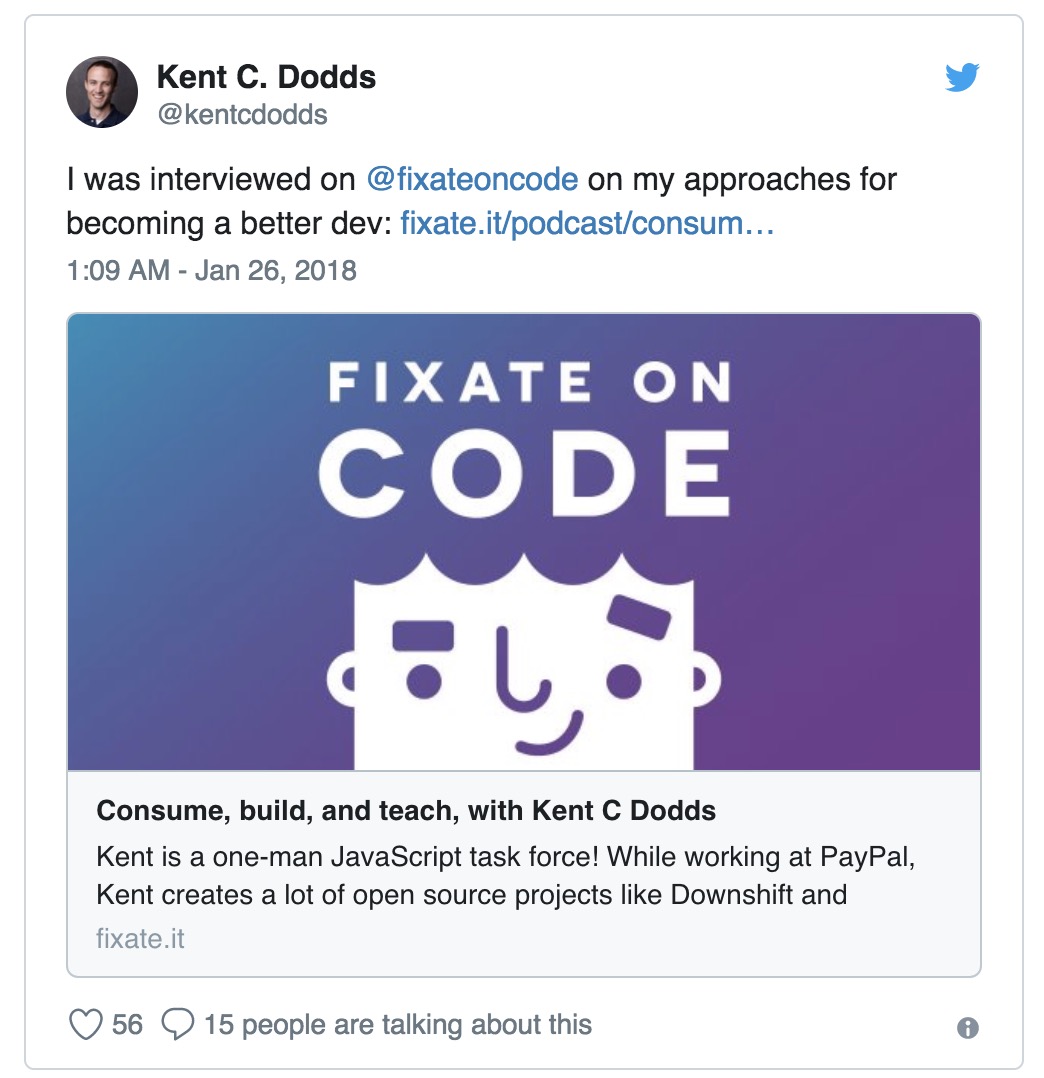 Kent C. Dodds
@kentcdodds
I was interviewed on @fixateoncode on my approaches for
becoming a better dev: fixate.it/podcast/consum…
1:09 AM - Jan 26, 2018
FIXATE ON
CODE
Consume, build, and teach, with Kent C Dodds
Kent is a one-man JavaScript task force! While working at PayPal,
Kent creates a lot of open source projects like Downshift and
fixate.it
56 15 people are talking about this